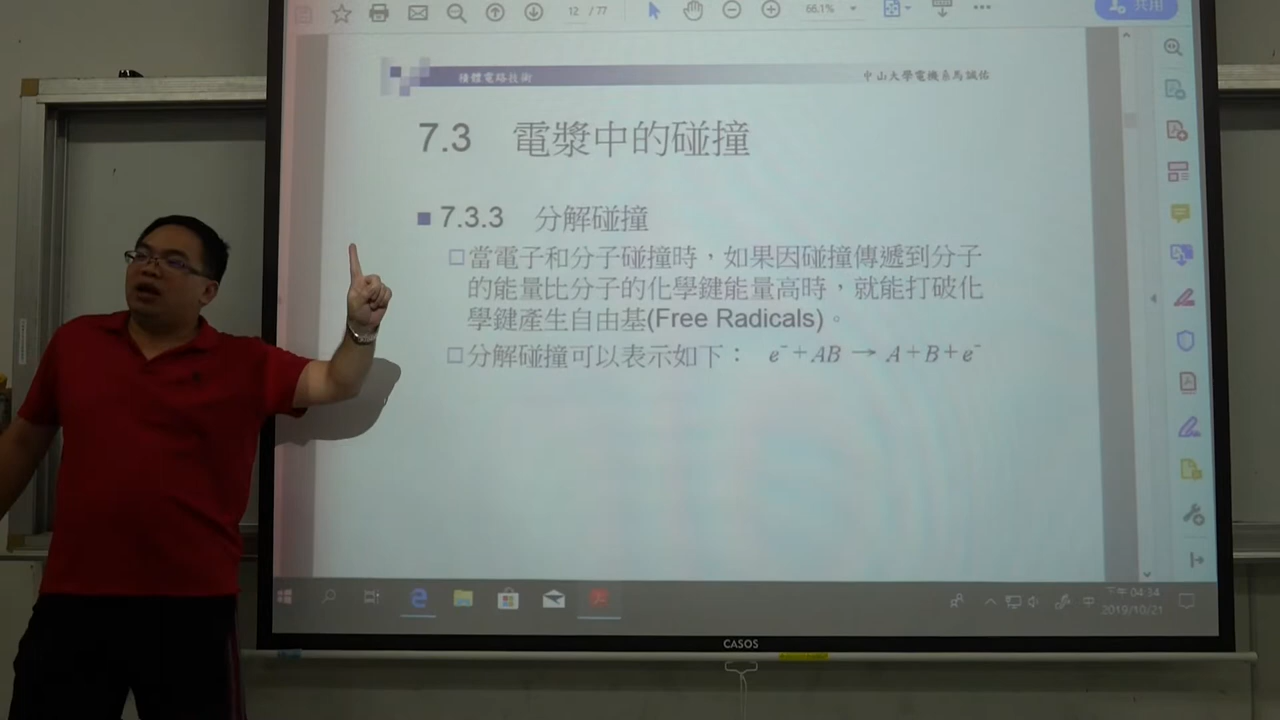 12 / 77
66.1%
共用
積體電路技術
中山大學電機系馬誠佑
7.3 電漿中的碰撞
7.3.3 分解碰撞
當電子和分子碰撞時，如果因碰撞傳遞到分子
的能量比分子的化學鍵能量高時，就能打破化
學鍵產生自由基(Free Radicals)。
分解碰撞可以表示如下： e⁻+AB → A+B+e⁻
中
下午 04:34
2019/10/21
CASOS